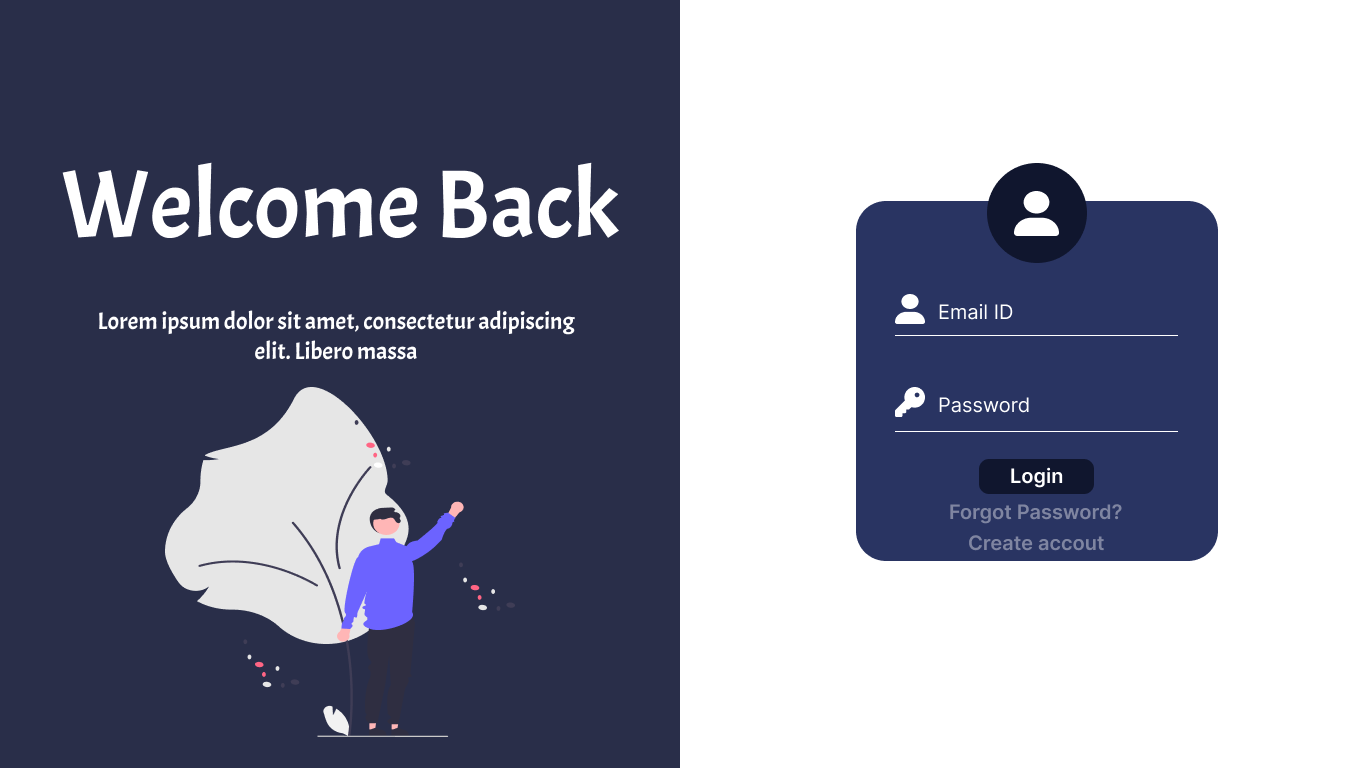 Welcome Back
Lorem ipsum dolor sit amet, consectetur adipiscing
elit. Libero massa
Email ID
Password
Login
Forgot Password?
Create accout